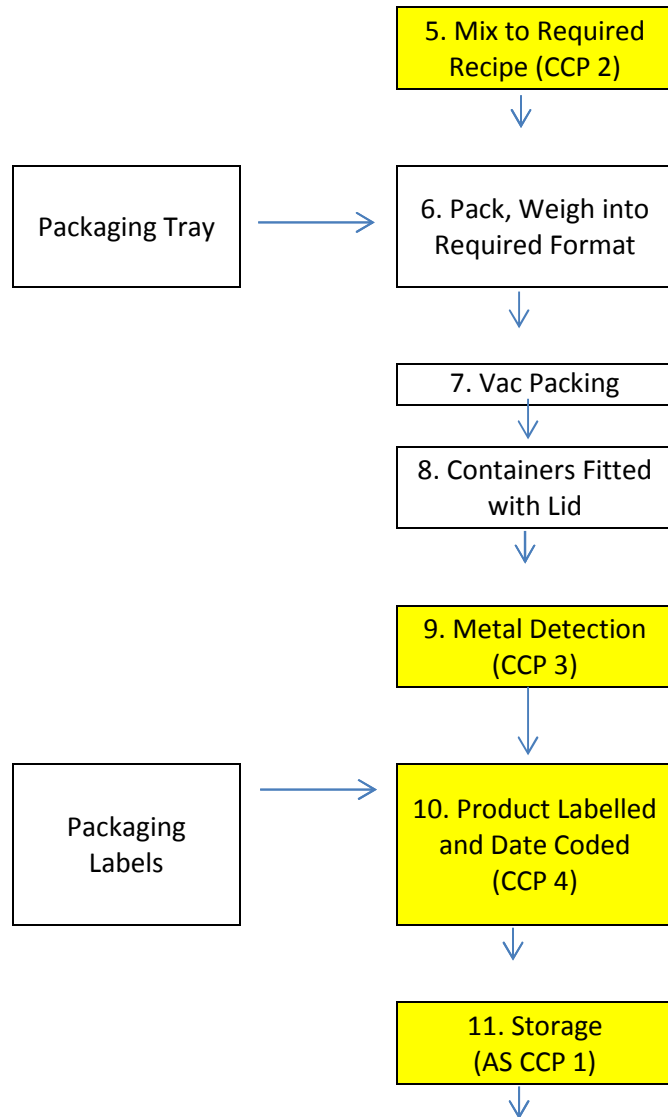 5. Mix to Required
Recipe (CCP 2)
Packaging Tray
6. Pack, Weigh into
Required Format
7. Vac Packing
8. Containers Fitted
with Lid
9. Metal Detection
(CCP 3)
Packaging
Labels
10. Product Labelled
and Date Coded
(CCP 4)
11. Storage
(AS CCP 1)